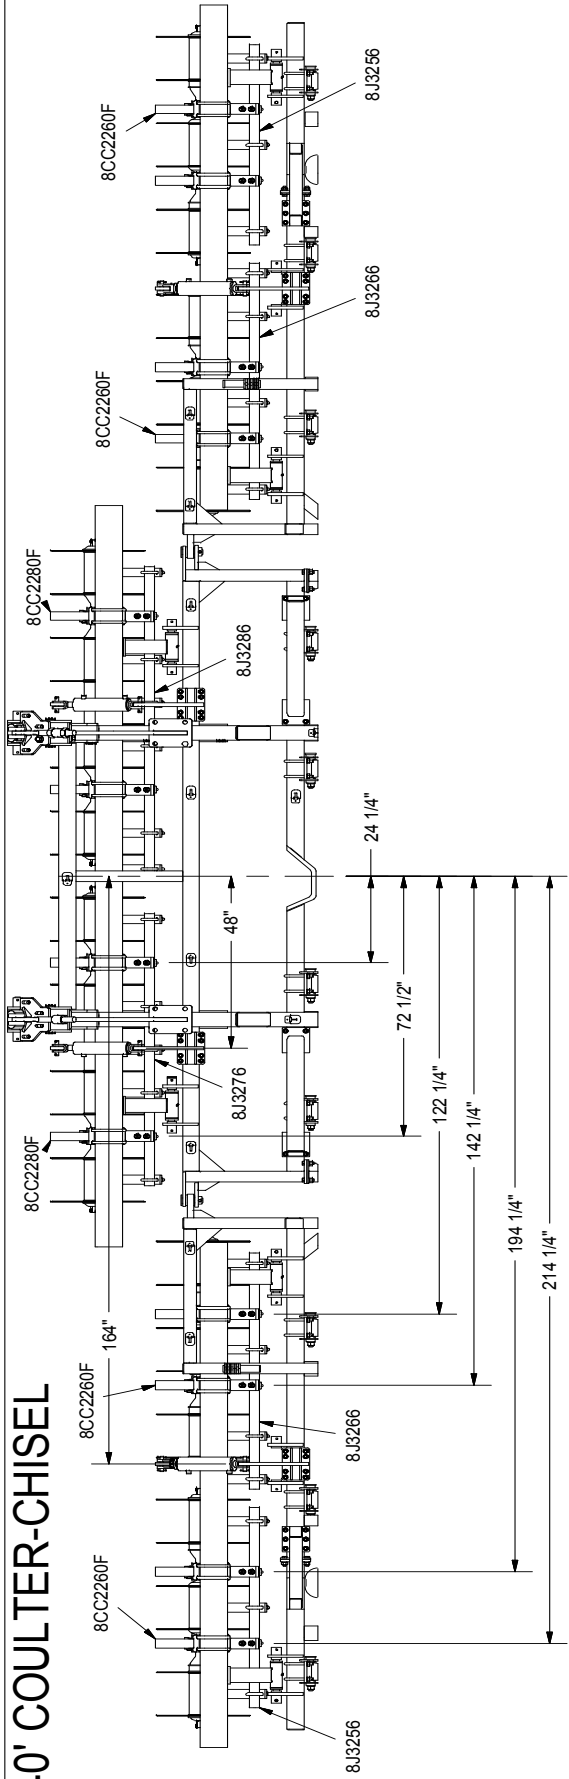 0' COULTER-CHISEL
8CC2280F
8CC2280F
8CC2260F
8CC2260F
8CC2260F
8CC2260F
164"
48"
8J3276
8J3286
8J3256
8J3266
8J3266
8J3256
24 1/4"
72 1/2"
122 1/4"
142 1/4"
194 1/4"
214 1/4"